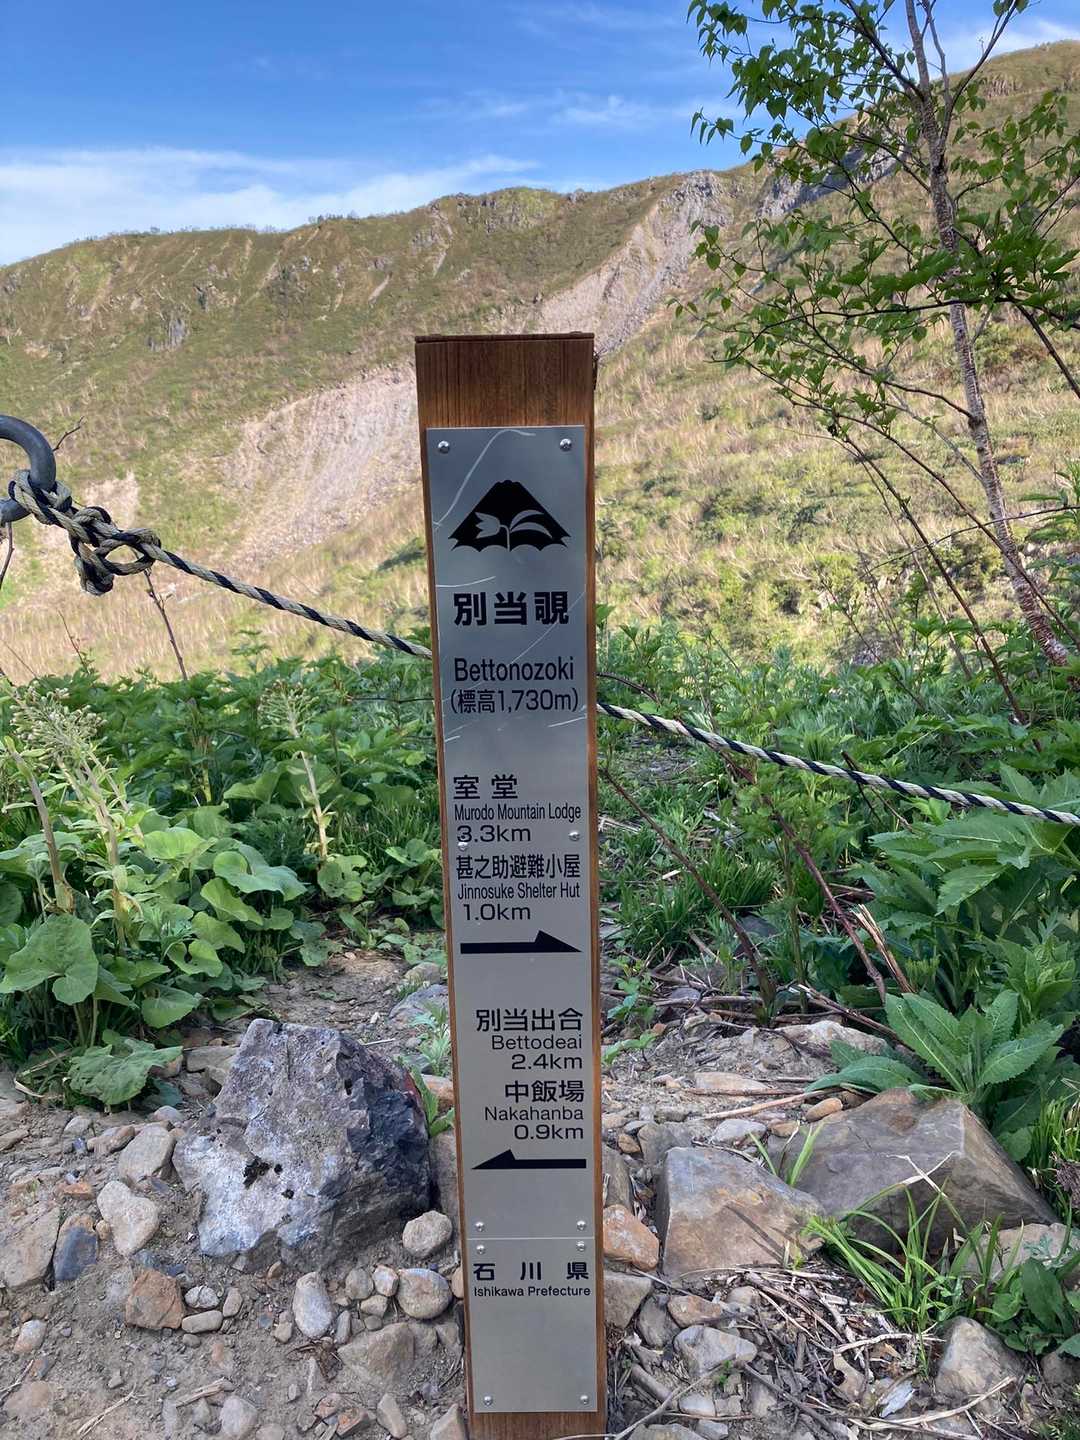 別当覗
Bettonozoki
(標高1,730m)
室堂
Murodo Mountain Lodge
3.3km
甚之助避難小屋
Jinnosuke Shelter Hut
1.0km
別当出合
Bettodeai
2.4km
中飯場
Nakahanba
0.9km
石川県
Ishikawa Prefecture